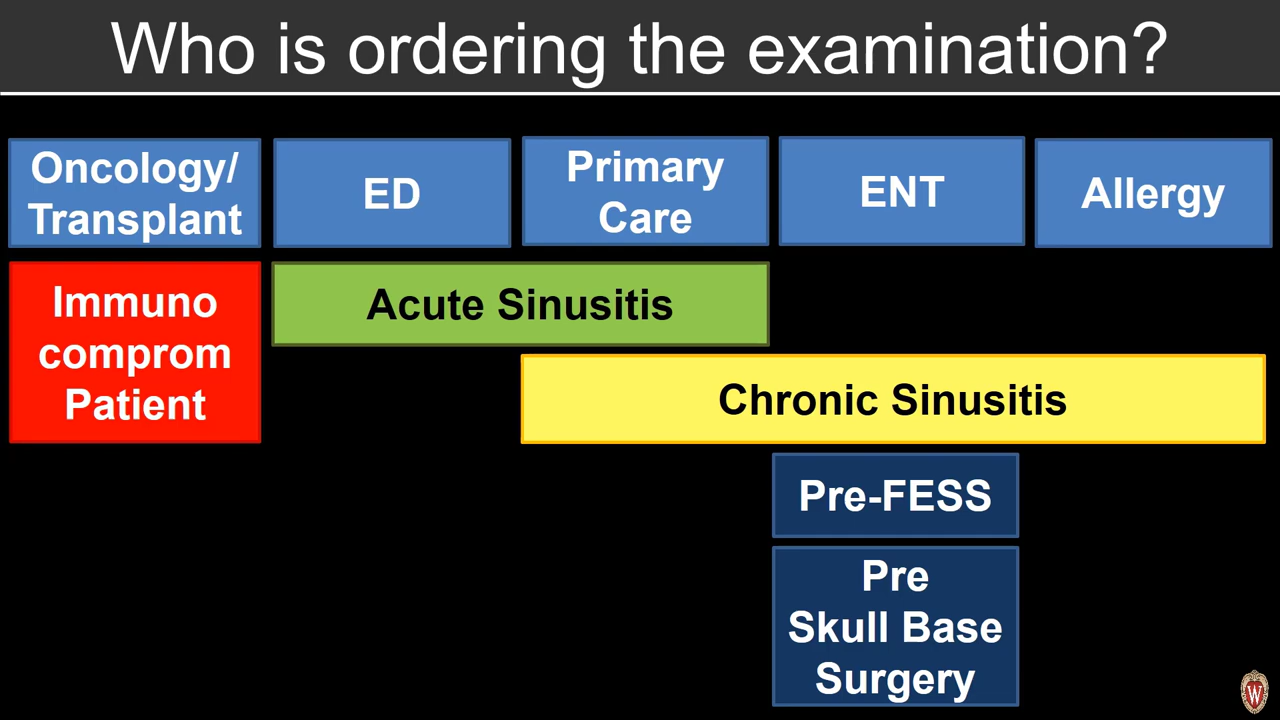 Who is ordering the examination?
Oncology/
Transplant
ED
Primary
Care
ENT
Allergy
Immuno
comprom
Patient
Acute Sinusitis
Chronic Sinusitis
Pre-FESS
Pre
Skull Base
Surgery
W